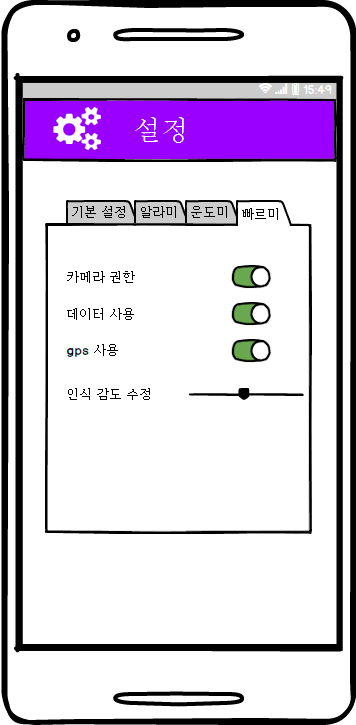 15:49
설정
기본 설정 알라미 운도미 빠르미
카메라 권한
데이터 사용
gps 사용
인식 감도 수정